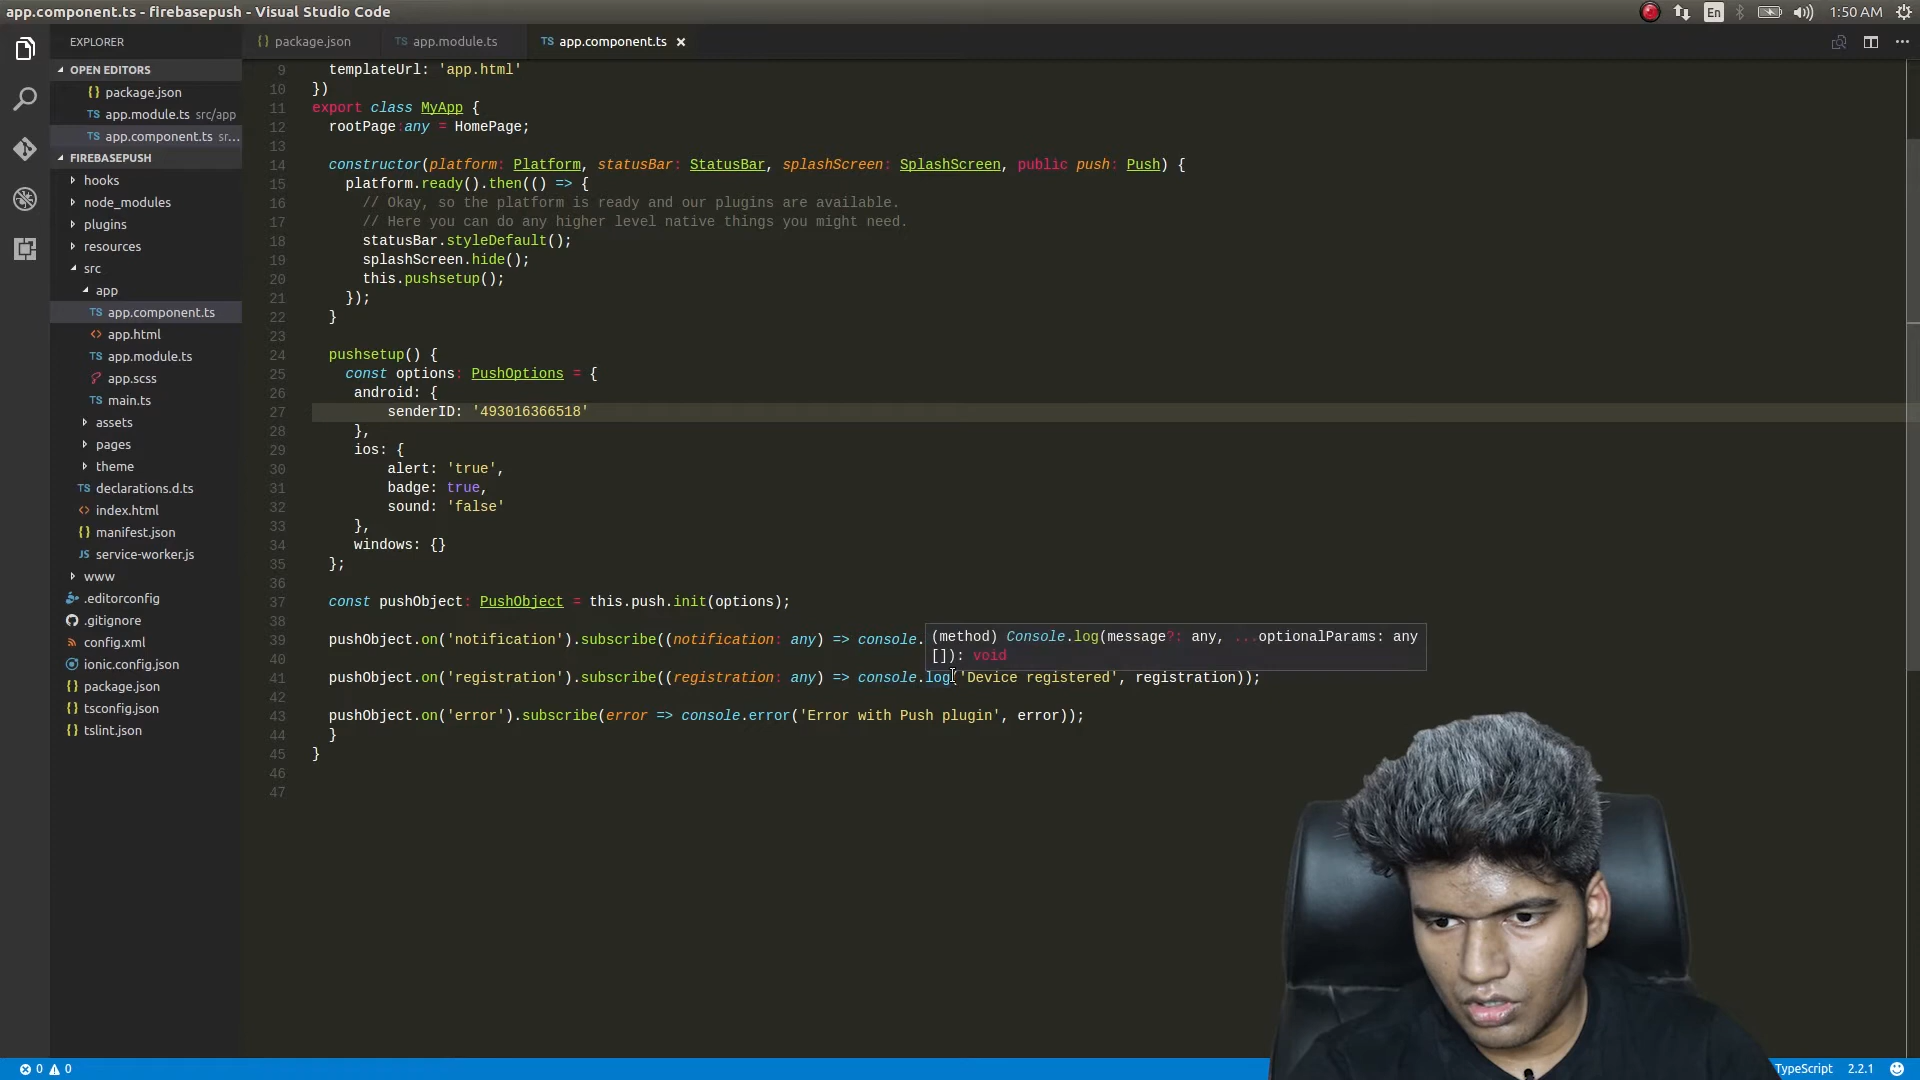 app.component.ts - firebasepush - Visual Studio Code
En
1:50 AM
EXPLORER
package.json
app.module.ts
app.component.ts
OPEN EDITORS
package.json
app.module.ts src/app
app.component.ts sr...
FIREBASEPUSH
hooks
node_modules
plugins
resources
src
app
app.component.ts
app.html
app.module.ts
app.scss
main.ts
assets
pages
theme
declarations.d.ts
index.html
manifest.json
service-worker.js
www
.editorconfig
.gitignore
config.xml
ionic.config.json
package.json
tsconfig.json
tslint.json
9 templateUrl: 'app.html'
10 })
11 export class MyApp {
12 rootPage:any = HomePage;
13
14 constructor(platform: Platform, statusBar: StatusBar, splashScreen: SplashScreen, public push: Push) {
15 platform.ready().then(() => {
16 // Okay, so the platform is ready and our plugins are available.
17 // Here you can do any higher level native things you might need.
18 statusBar.styleDefault();
19 splashScreen.hide();
20 this.pushsetup();
21 });
22 }
23
24 pushsetup() {
25 const options: PushOptions = {
26 android: {
27 senderID: '493016366518'
28 },
29 ios: {
30 alert: 'true',
31 badge: true,
32 sound: 'false'
33 },
34 windows: {}
35 };
36
37 const pushObject: PushObject = this.push.init(options);
38
39 pushObject.on('notification').subscribe((notification: any) => console.
(method) Console.log(message?: any, ...optionalParams: any
[]): void
40
41 pushObject.on('registration').subscribe((registration: any) => console.log('Device registered', registration));
42
43 pushObject.on('error').subscribe(error => console.error('Error with Push plugin', error));
44 }
45 }
46
47
0 0
TypeScript 2.2.1